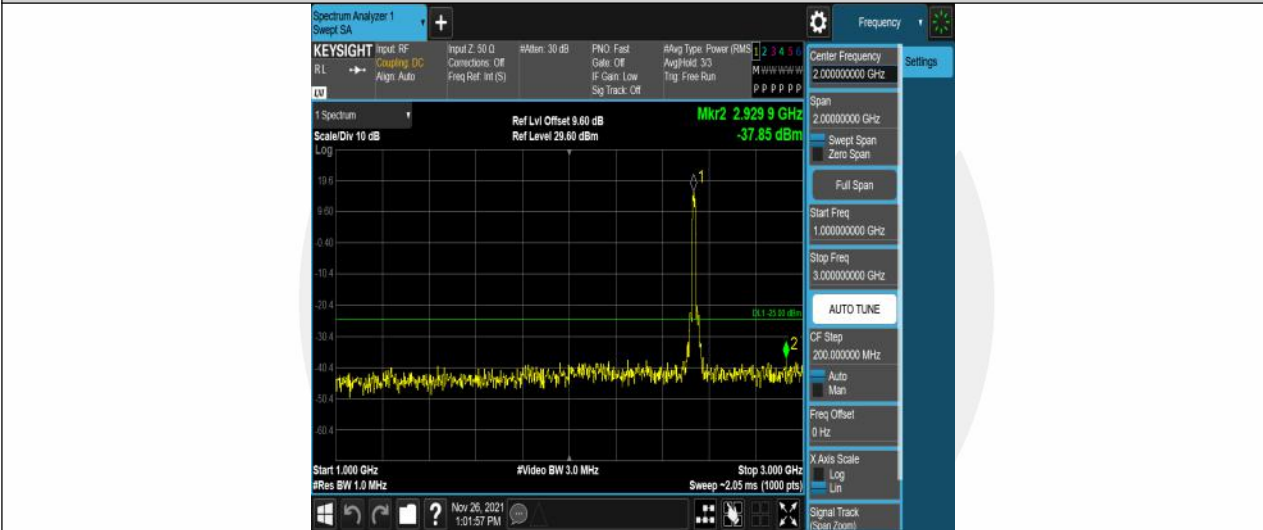 Spectrum Analyzer 1
Swept SA
+
Frequency
KEYSIGHT
RL
LV
Input: RF
Coupling: DC
Align: Auto
Input Z: 50 Ω
Corrections: Off
Freq Ref: Int (S)
#Atten: 30 dB
PNO: Fast
Gate: Off
IF Gain: Low
Sig Track: Off
#Avg Type: Power (RMS
Avg|Hold: 3/3
Trig: Free Run
1 2 3 4 5 6
M W W W W W
P P P P P P
1 Spectrum
Scale/Div 10 dB
Log
Ref Lvl Offset 9.60 dB
Ref Level 29.60 dBm
Mkr2 2.929 9 GHz
-37.85 dBm
19.6
9.60
-0.40
-10.4
-20.4
-30.4
-40.4
-50.4
-60.4
1
DL1 -25.00 dBm
2
Start 1.000 GHz
#Res BW 1.0 MHz
#Video BW 3.0 MHz
Stop 3.000 GHz
Sweep ~2.05 ms (1000 pts)
Center Frequency
2.000000000 GHz
Settings
Span
2.00000000 GHz
Swept Span
Zero Span
Full Span
Start Freq
1.000000000 GHz
Stop Freq
3.000000000 GHz
AUTO TUNE
CF Step
200.000000 MHz
Auto
Man
Freq Offset
0 Hz
X Axis Scale
Log
Lin
Signal Track
(Span Zoom)
?
Nov 26, 2021
1:01:57 PM